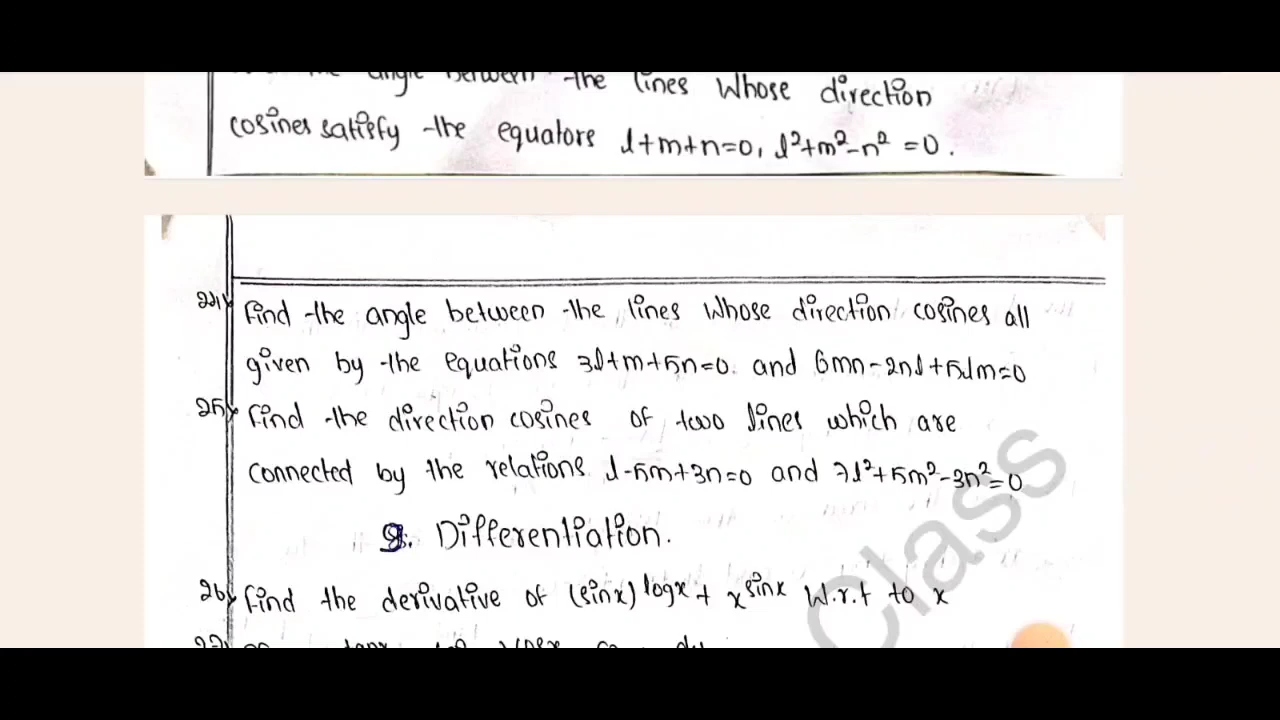 angle between the lines whose direction
cosines satisfy the equators l+m+n=0, l²+m²-n² =0.
24) Find the angle between the lines whose direction cosines all
given by the equations 3l+m+5n=0. and 6mn-2nl+5lm=0
25) Find the direction cosines of two lines which are
connected by the relations l-5m+3n=0 and 7l²+5m²-3n²=0
9. Differentiation.
26) Find the derivative of (sinx)^logx + x^sinx w.r.t to x
Class